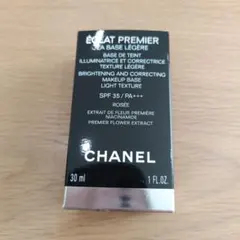 ÉCLAT PREMIER
LA BASE LÉGÈRE
BASE DE TEINT
ILLUMINATRICE ET CORRECTRICE
TEXTURE LÉGÈRE
BRIGHTENING AND CORRECTING
MAKEUP BASE
LIGHT TEXTURE
SPF 35 / PA+++
ROSÉE
EXTRAIT DE FLEUR PREMIÈRE
NIACINAMIDE
PREMIER FLOWER EXTRACT
CHANEL
30 ml 1 FL. OZ.